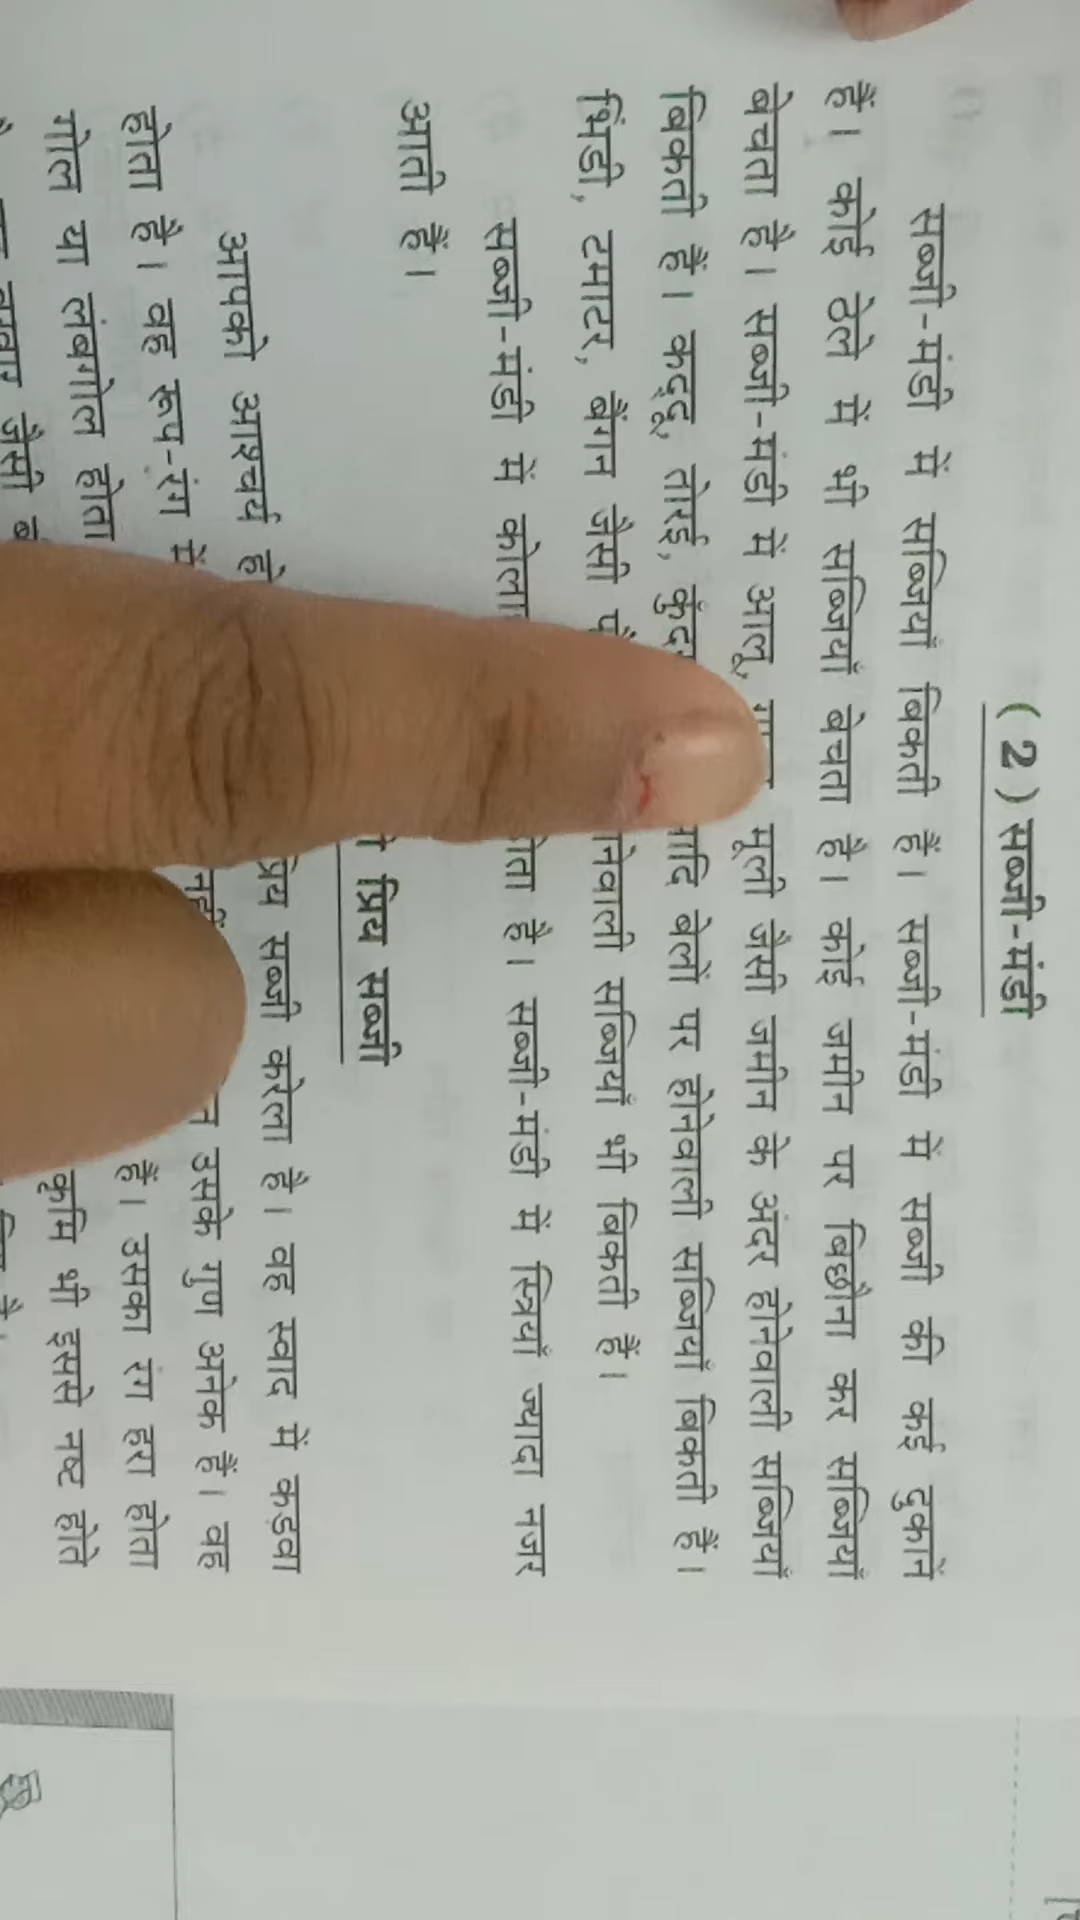 ( 2 ) सब्जी-मंडी
सब्जी-मंडी में सब्जियाँ बिकती हैं। सब्जी-मंडी में सब्जी की कई दुकानें
हैं। कोई ठेले में भी सब्जियाँ बेचता है। कोई जमीन पर बिछौना कर सब्जियाँ
बेचता है। सब्जी-मंडी में आलू, मूली जैसी जमीन के अंदर होनेवाली सब्जियाँ
बिकती हैं। कद्दू, तोरई, बेलों पर होनेवाली सब्जियाँ बिकती हैं।
भिंडी, टमाटर, बैंगन जैसी सब्जियाँ भी बिकती हैं।
सब्जी-मंडी में है। सब्जी-मंडी में स्त्रियाँ ज्यादा नजर
आती हैं।
प्रिय सब्जी
आपको आश्चर्य सब्जी करेला है। वह स्वाद में कड़वा
होता है। वह रूप-रंग में उसके गुण अनेक हैं। वह
गोल या लंबगोल होता है। उसका रंग हरा होता
जैसी कृमि भी इससे नष्ट होते